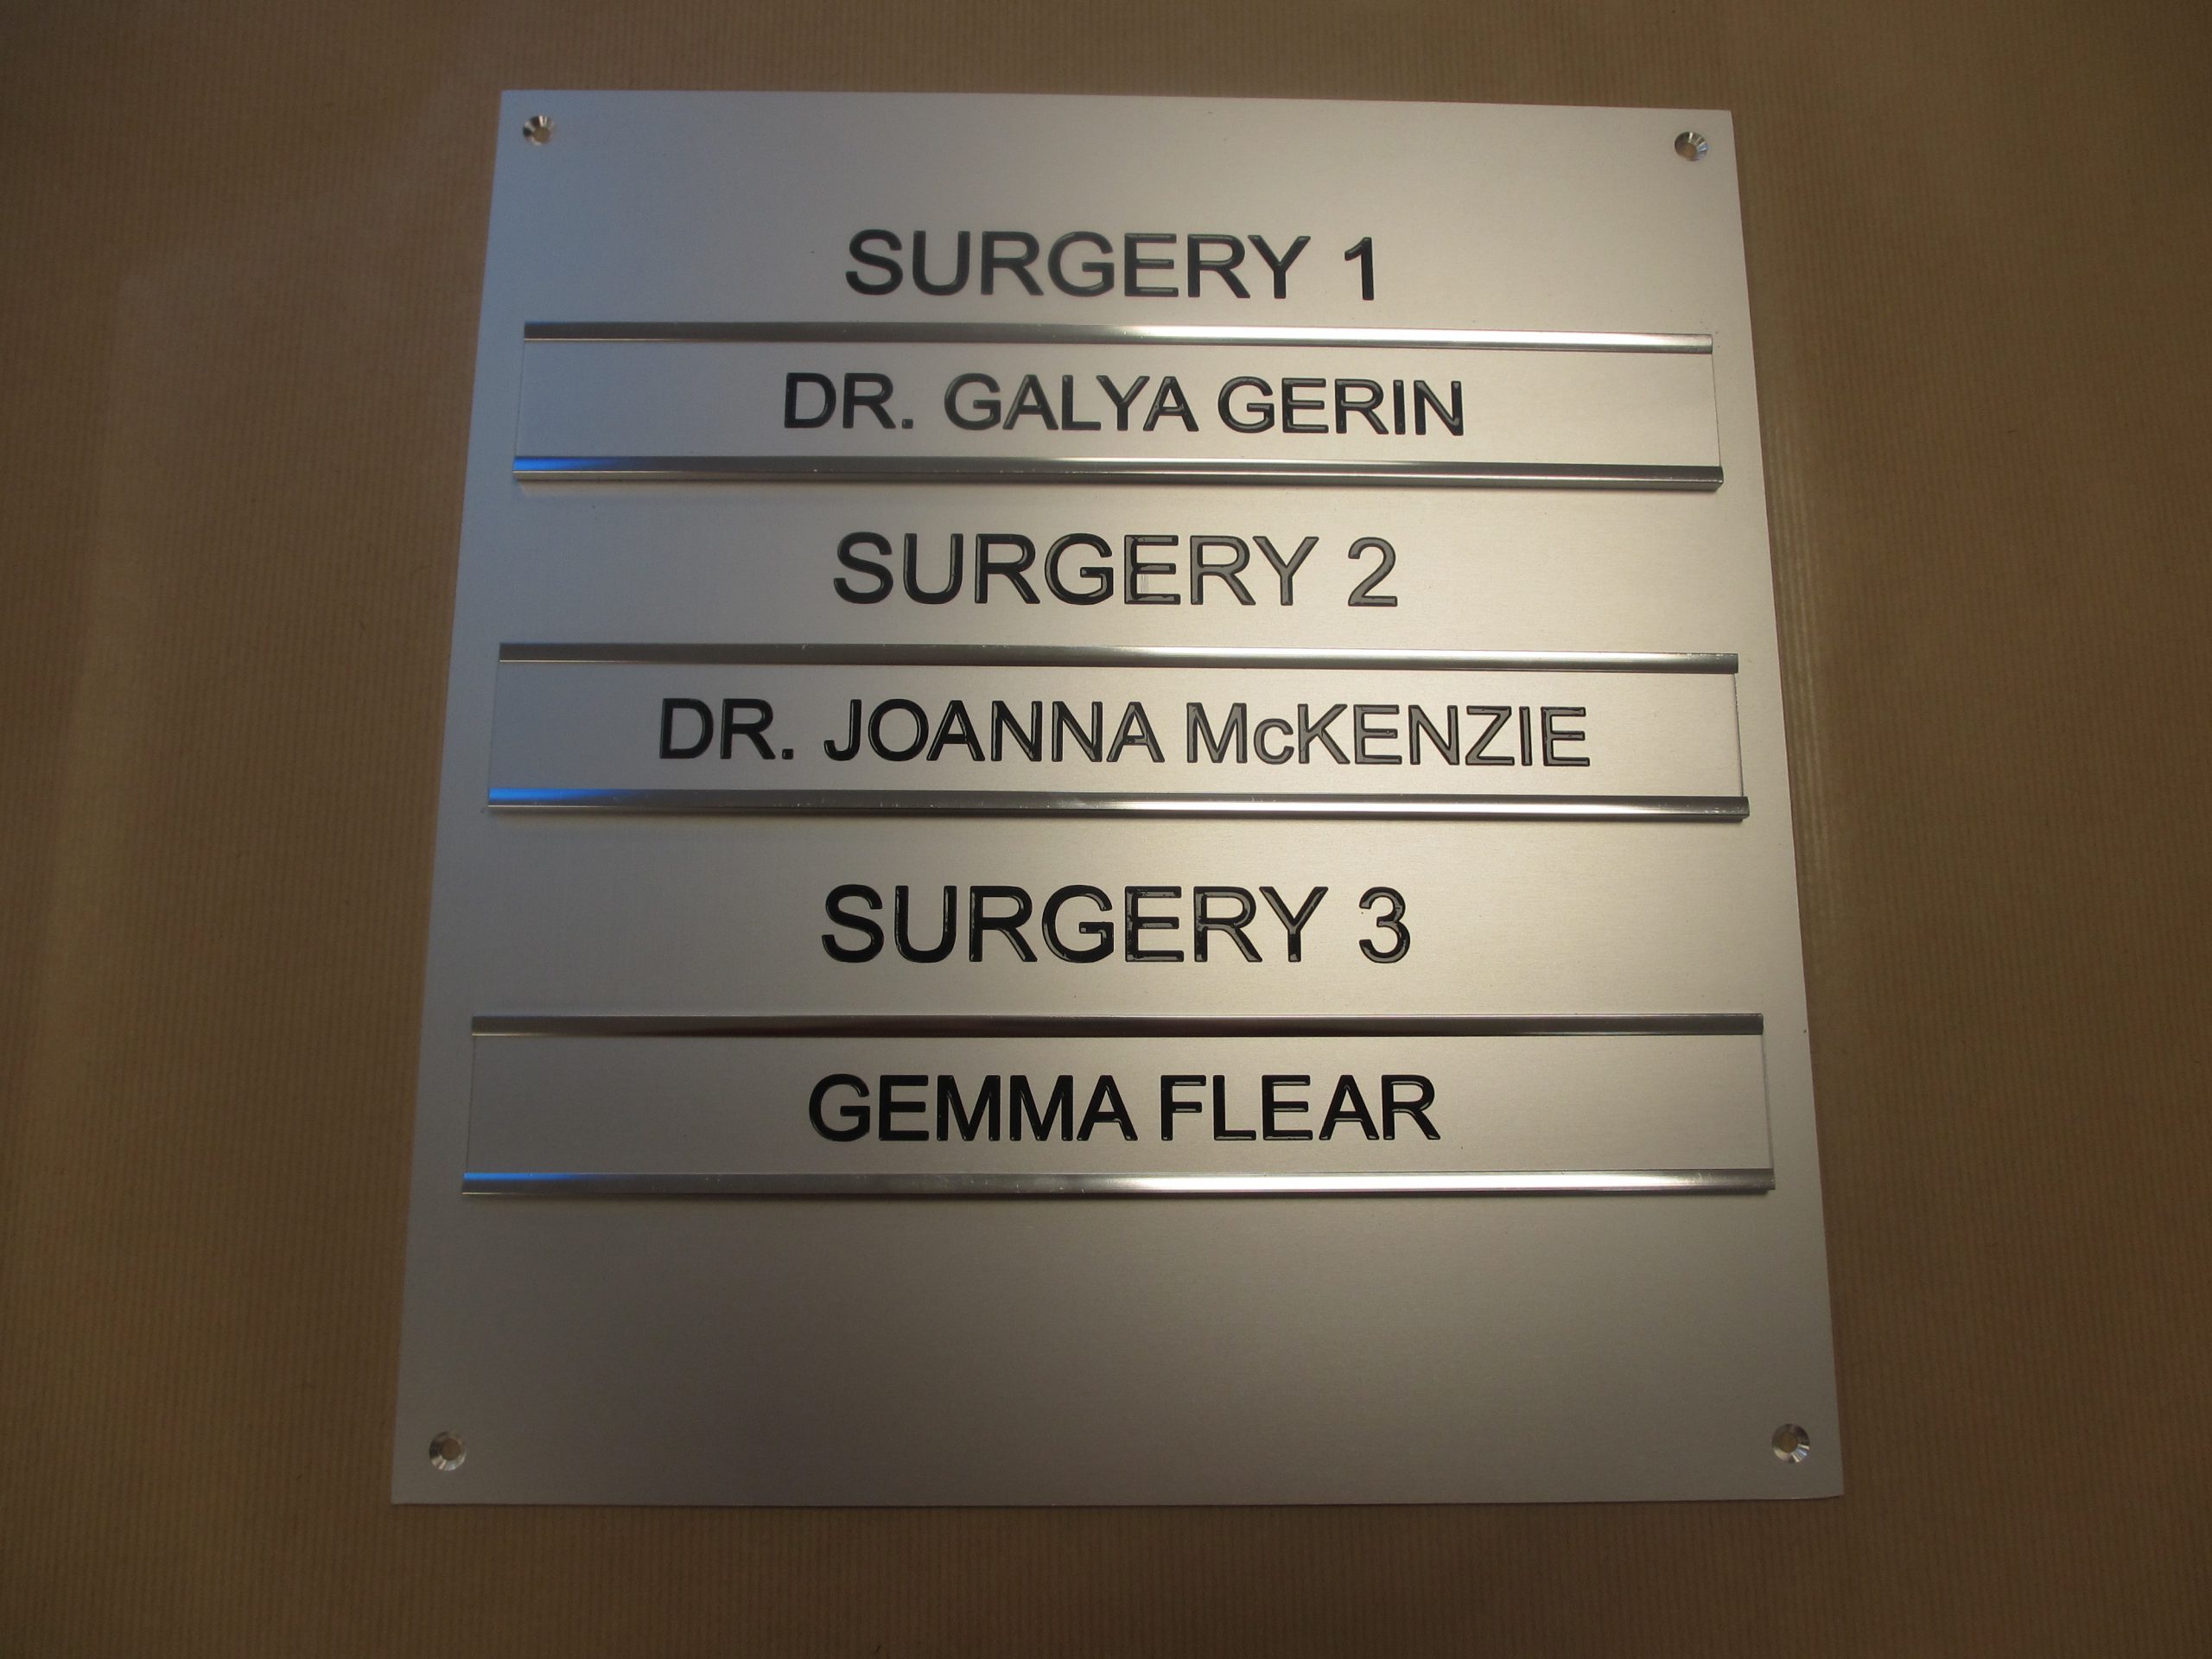 SURGERY 1
DR. GALYA GERIN
SURGERY 2
DR. JOANNA McKENZIE
SURGERY 3
GEMMA FLEAR